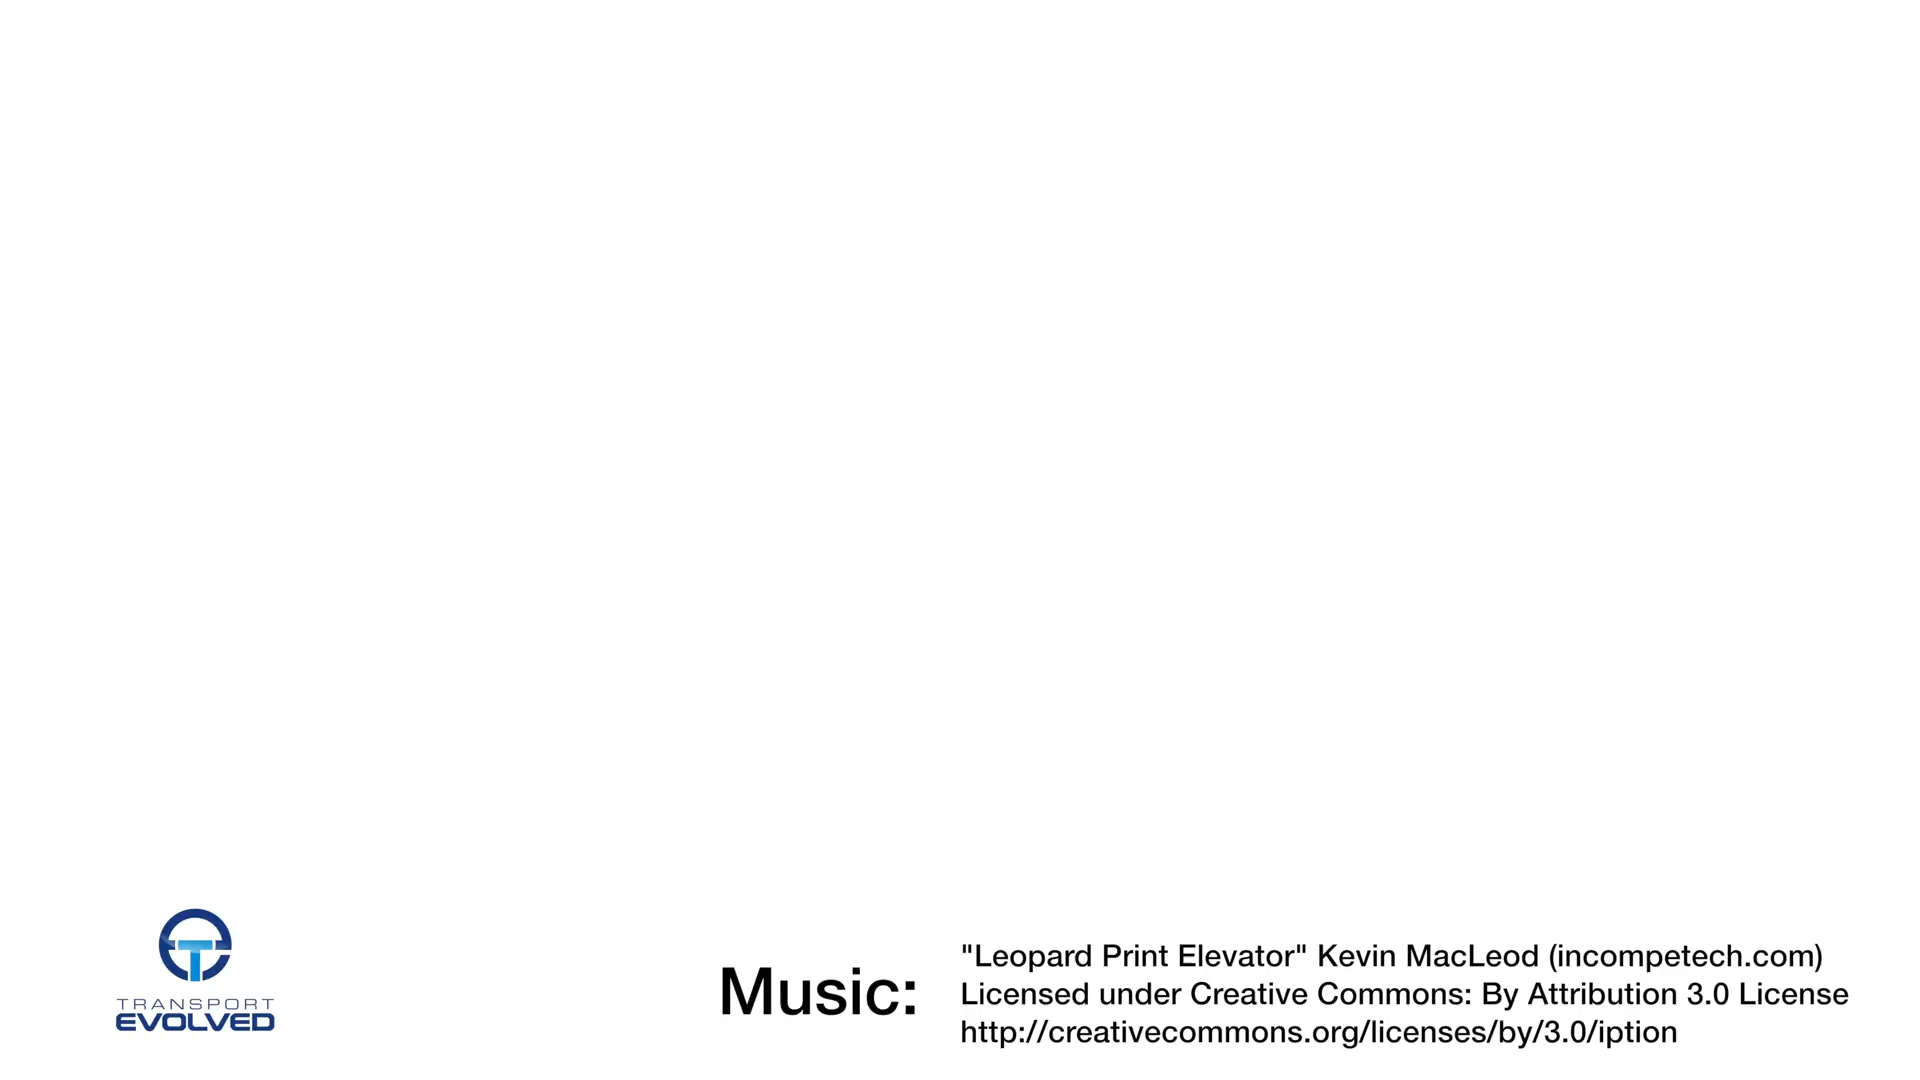 TRANSPORT
EVOLVED
Music:
"Leopard Print Elevator" Kevin MacLeod (incompetech.com)
Licensed under Creative Commons: By Attribution 3.0 License
http://creativecommons.org/licenses/by/3.0/iption